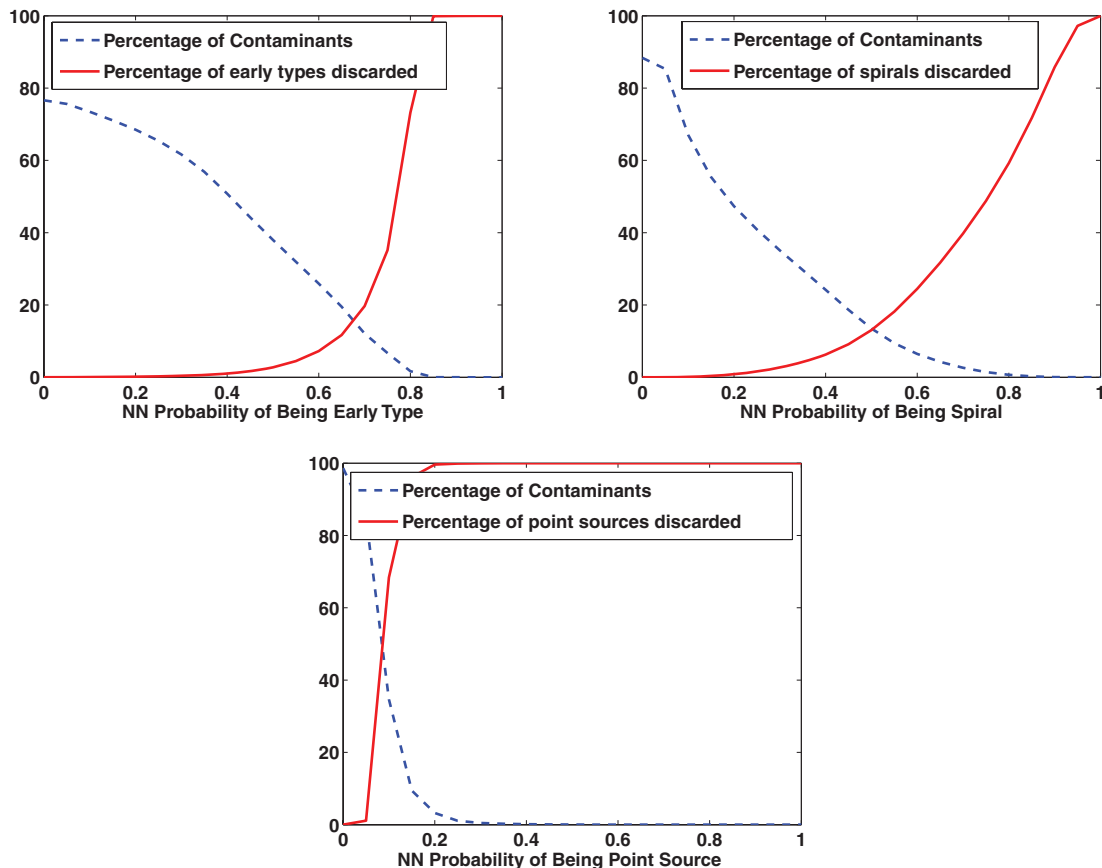 100
80
60
40
20
0
Percentage of Contaminants
Percentage of early types discarded
0 0.2 0.4 0.6 0.8 1
NN Probability of Being Early Type
100
80
60
40
20
0
Percentage of Contaminants
Percentage of spirals discarded
0 0.2 0.4 0.6 0.8 1
NN Probability of Being Spiral
100
80
60
40
20
0
Percentage of Contaminants
Percentage of point sources discarded
0 0.2 0.4 0.6 0.8 1
NN Probability of Being Point Source